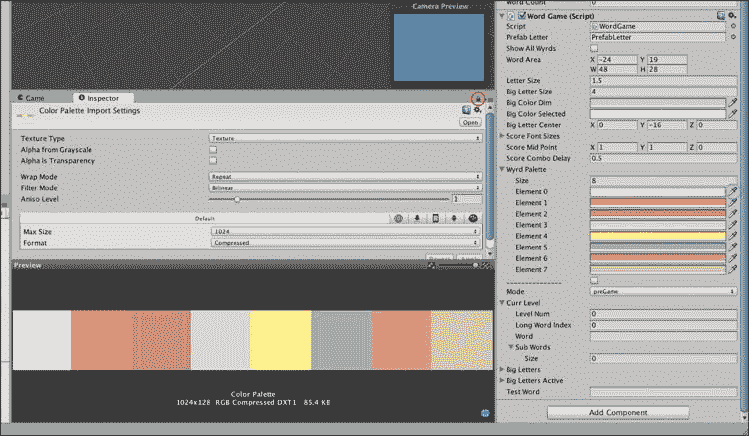 Camera Preview
Game
Inspector
Color Palette Import Settings
Open
Texture Type Texture
Alpha from Grayscale
Alpha is Transparency
Wrap Mode Repeat
Filter Mode Bilinear
Aniso Level 1
Default
Max Size 1024
Format Compressed
Preview
Color Palette
1024x128 RGB Compressed DXT1 85.4 KB
Word Count 0
Word Game (Script)
Script WordGame
Prefab Letter PrefabLetter
Show All Wyrds
Word Area X -24 Y 19
W 48 H 28
Letter Size 1.5
Big Letter Size 4
Big Color Dim
Big Color Selected
Big Letter Center X 0 Y -16 Z 0
Score Font Sizes
Score Mid Point X 1 Y 1 Z 0
Score Combo Delay 0.5
Wyrd Palette
Size 8
Element 0
Element 1
Element 2
Element 3
Element 4
Element 5
Element 6
Element 7
---------------
Mode preGame
Curr Level
Level Num 0
Long Word Index 0
Word
Sub Words
Size 0
Big Letters
Big Letters Active
Test Word
Add Component